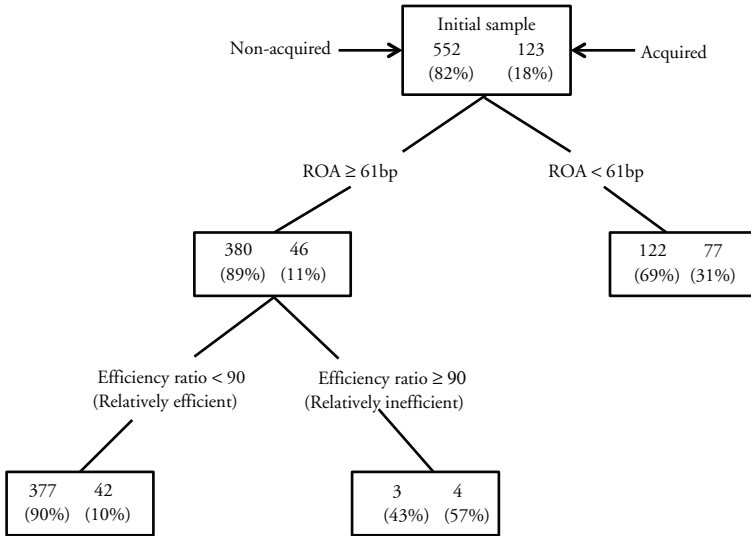 Initial sample
Non-acquired
552 123
(82%) (18%)
Acquired
ROA ≥ 61bp
ROA < 61bp
380 46
(89%) (11%)
122 77
(69%) (31%)
Efficiency ratio < 90
(Relatively efficient)
Efficiency ratio ≥ 90
(Relatively inefficient)
377 42
(90%) (10%)
3 4
(43%) (57%)